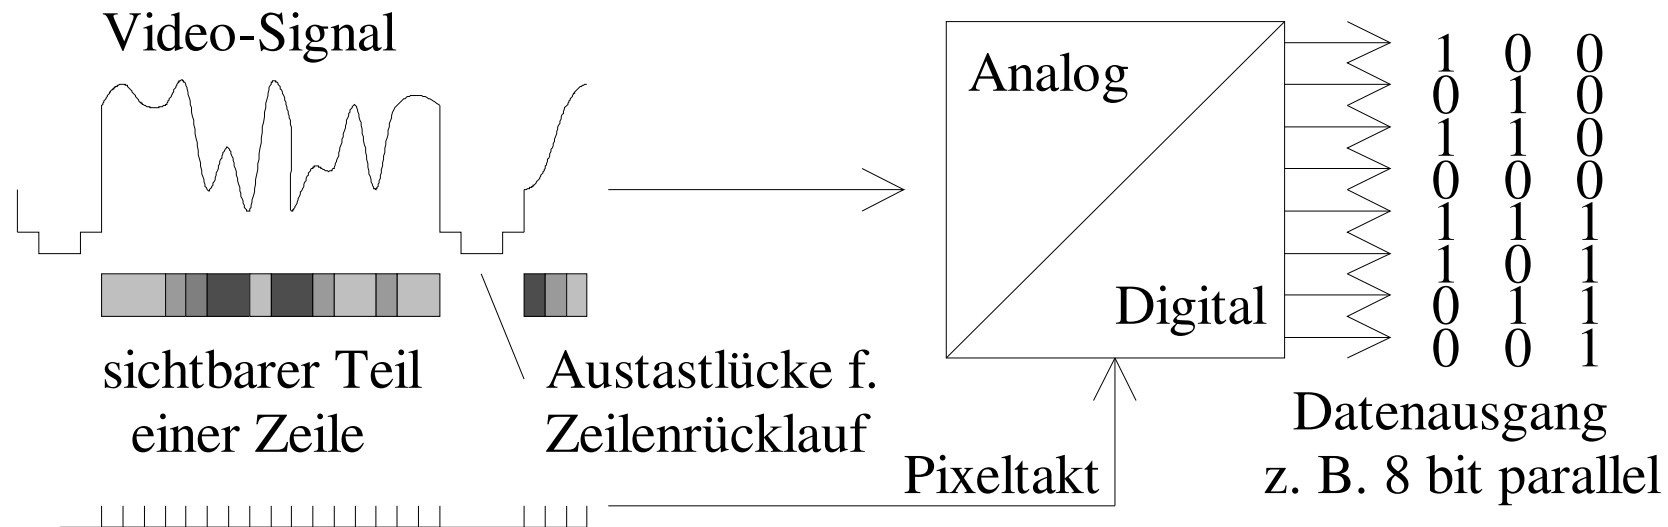 Video-Signal
Analog
Digital
1 0 0
0 1 0
1 1 0
0 0 0
1 1 1
1 0 1
0 1 1
0 0 1
sichtbarer Teil
einer Zeile
Austastlücke f.
Zeilenrücklauf
Pixeltakt
Datenausgang
z. B. 8 bit parallel